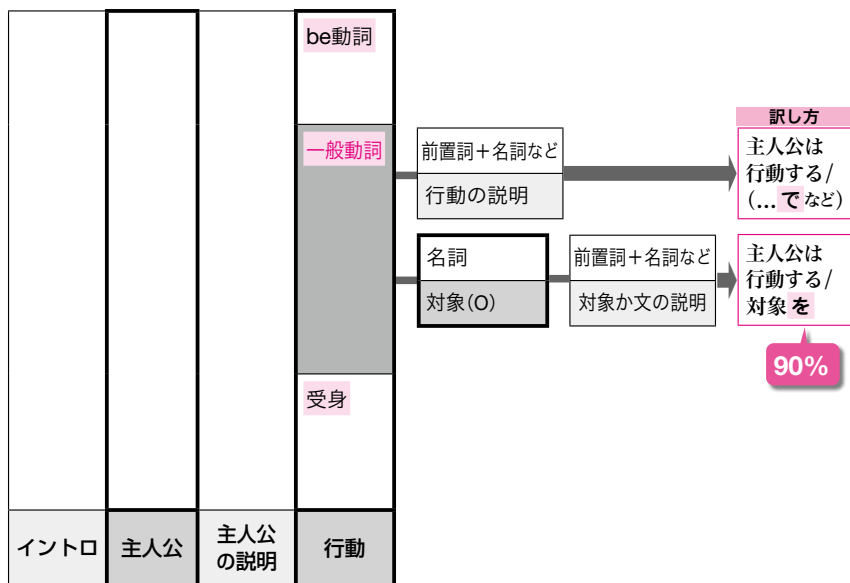 be動詞
一般動詞
受身
前置詞＋名詞など
行動の説明
名詞
対象(O)
前置詞＋名詞など
対象か文の説明
訳し方
主人公は
行動する/
(…でなど)
主人公は
行動する/
対象を
90%
イントロ
主人公
主人公
の説明
行動